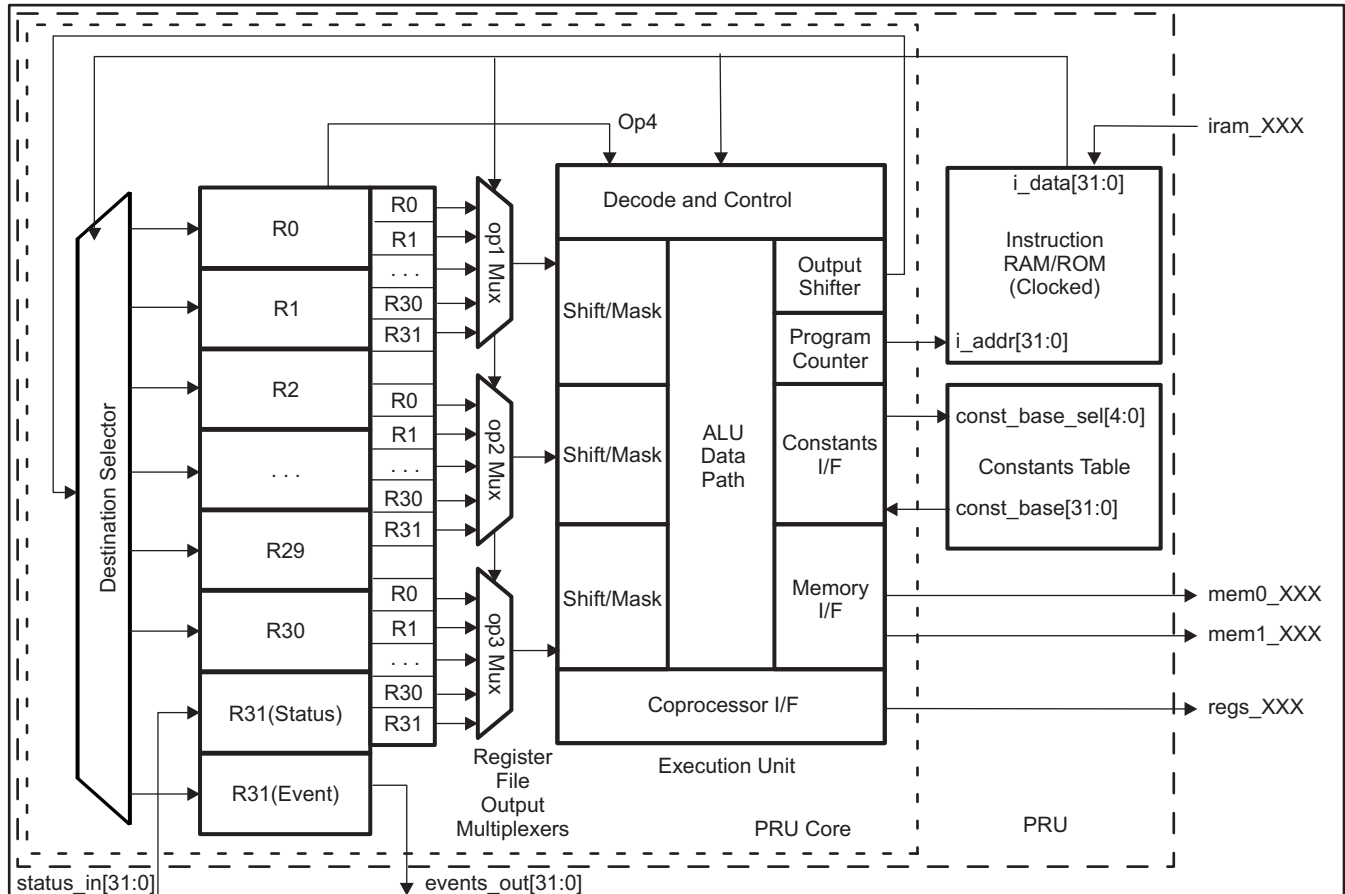 Op4
iram_XXX
Destination Selector
R0
R1
R2
. . .
R29
R30
R31(Status)
R31(Event)
R0
R1
. . .
R30
R31
R0
R1
. . .
R30
R31
R0
R1
. . .
R30
R31
op1 Mux
op2 Mux
op3 Mux
Register
File
Output
Multiplexers
Decode and Control
Shift/Mask
Shift/Mask
Shift/Mask
ALU
Data
Path
Output
Shifter
Program
Counter
Constants
I/F
Memory
I/F
Coprocessor I/F
Execution Unit
i_data[31:0]
Instruction
RAM/ROM
(Clocked)
i_addr[31:0]
const_base_sel[4:0]
Constants Table
const_base[31:0]
mem0_XXX
mem1_XXX
regs_XXX
PRU Core
PRU
status_in[31:0]
events_out[31:0]